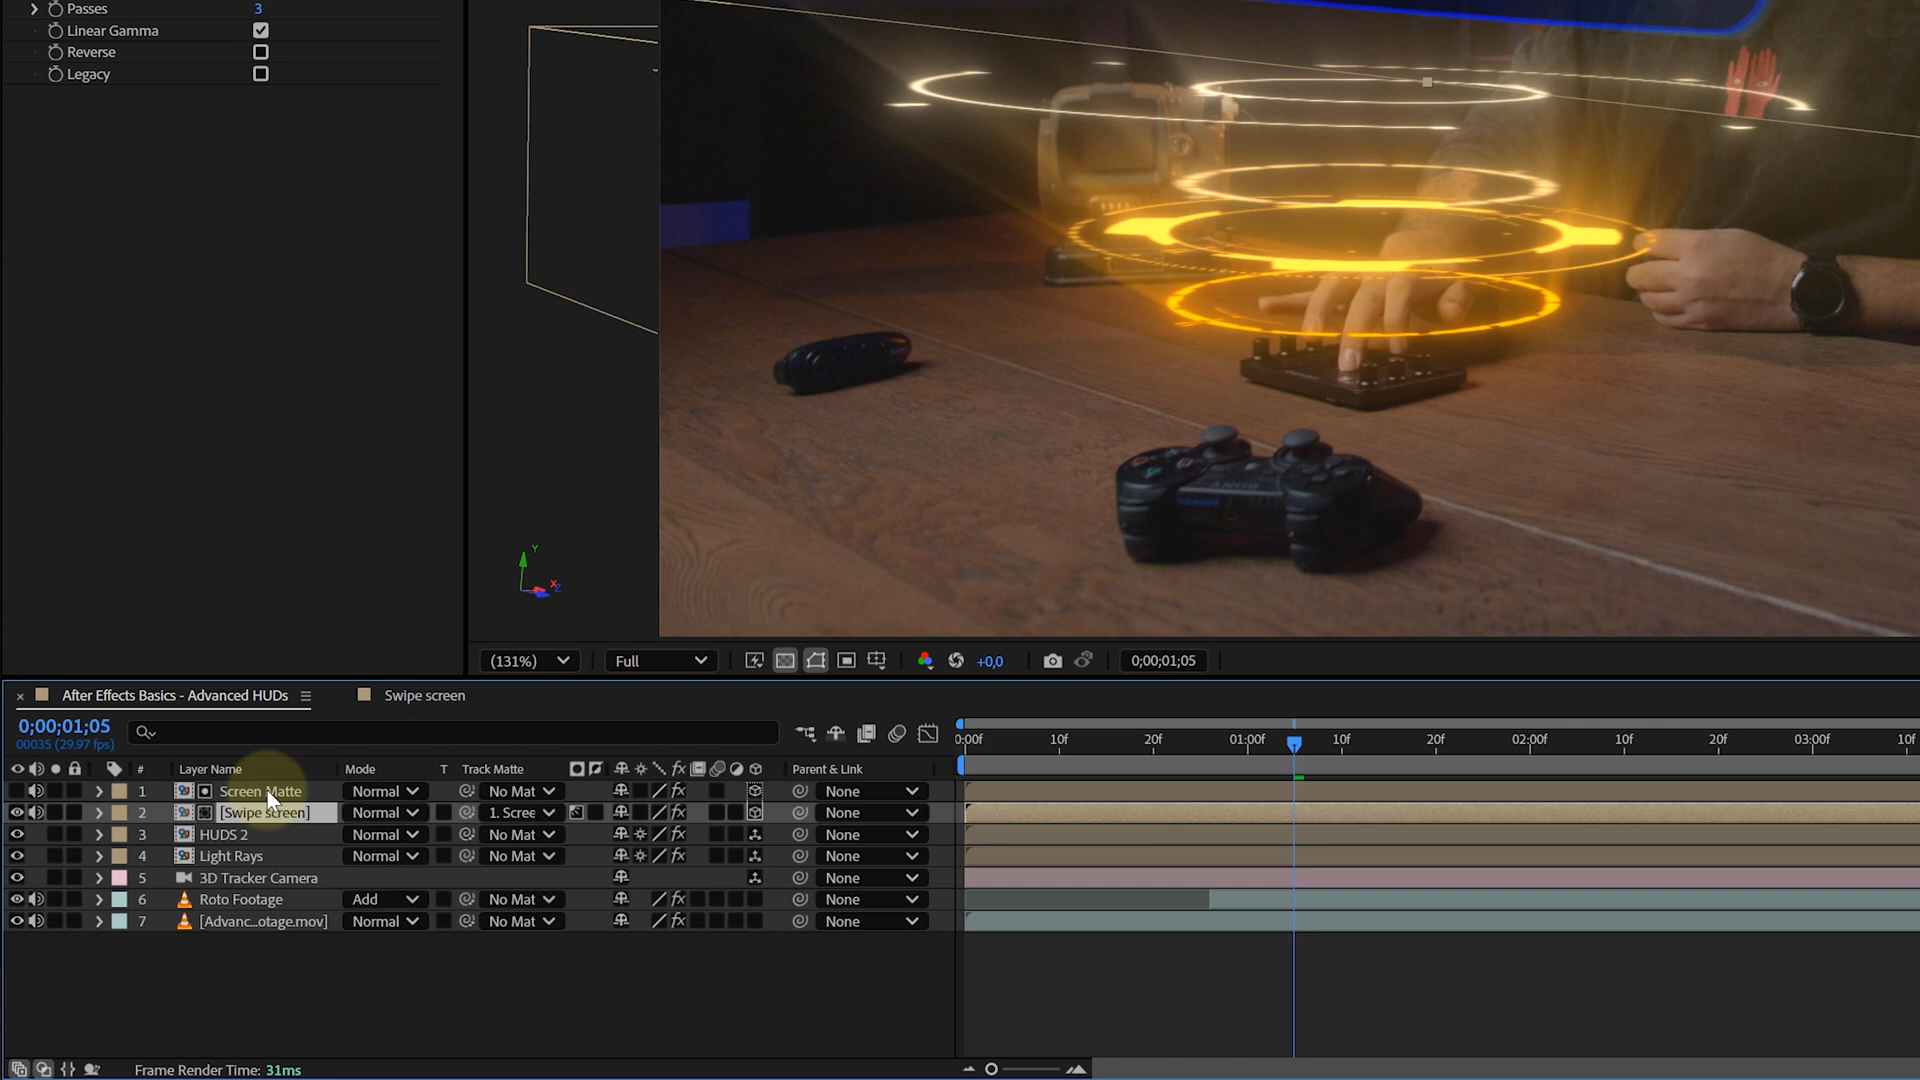 Passes 3
Linear Gamma
Reverse
Legacy
Y
X
Z
(131%) Full +0,0 0;00;01;05
After Effects Basics - Advanced HUDs Swipe screen
0;00;01;05
00035 (29.97 fps)
0:00f 10f 20f 01:00f 10f 20f 02:00f 10f 20f 03:00f 10f
# Layer Name Mode T Track Matte fx Parent & Link
1 Screen Matte Normal No Mat None
2 [Swipe screen] Normal 1. Scree None
3 HUDS 2 Normal No Mat fx None
4 Light Rays Normal No Mat fx None
5 3D Tracker Camera None
6 Roto Footage Add No Mat fx None
7 [Advanc...otage.mov] Normal No Mat fx None
Frame Render Time: 31ms